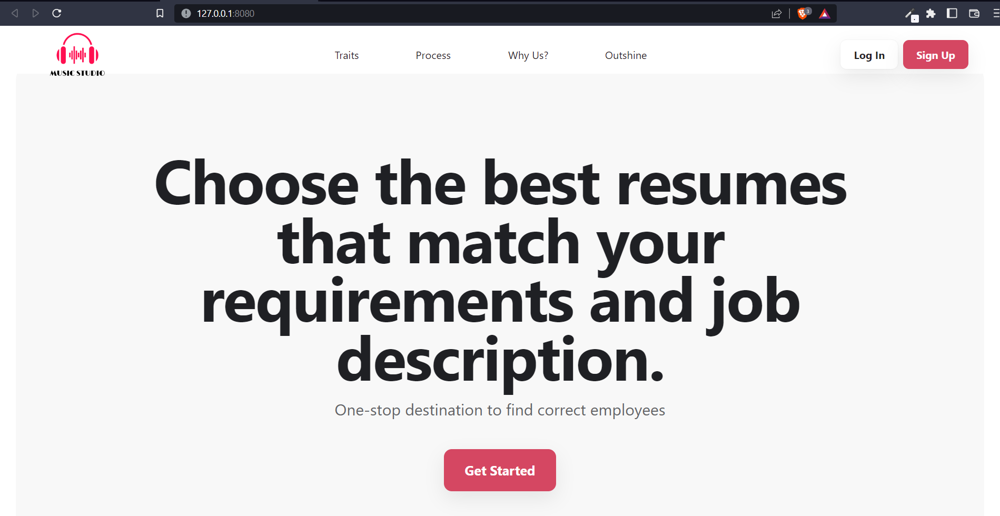 127.0.0.1:8080
3
MUSIC STUDIO
Traits
Process
Why Us?
Outshine
Log In
Sign Up
Choose the best resumes
that match your
requirements and job
description.
One-stop destination to find correct employees
Get Started